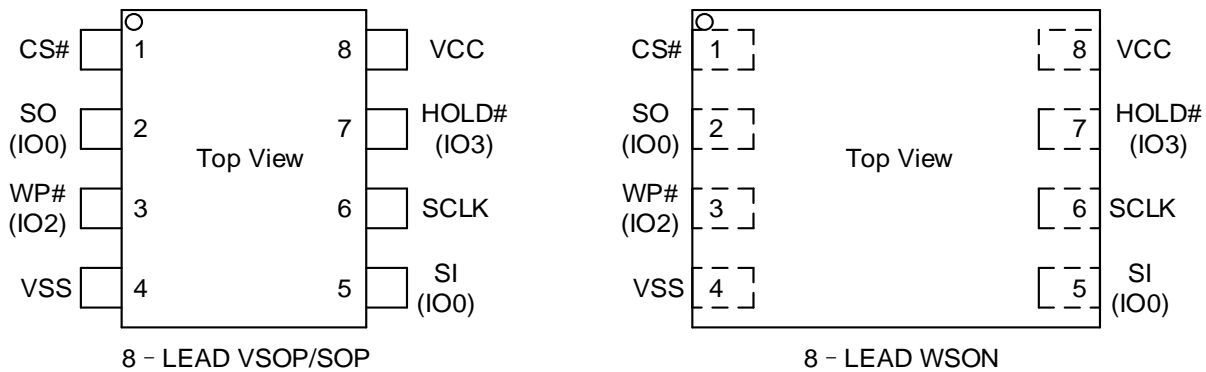 CS# 1 8 VCC
SO (IO0) 2 7 HOLD# (IO3)
Top View
WP# (IO2) 3 6 SCLK
VSS 4 5 SI (IO0)
8 – LEAD VSOP/SOP
CS# 1 8 VCC
SO (IO0) 2 7 HOLD# (IO3)
Top View
WP# (IO2) 3 6 SCLK
VSS 4 5 SI (IO0)
8 – LEAD WSON